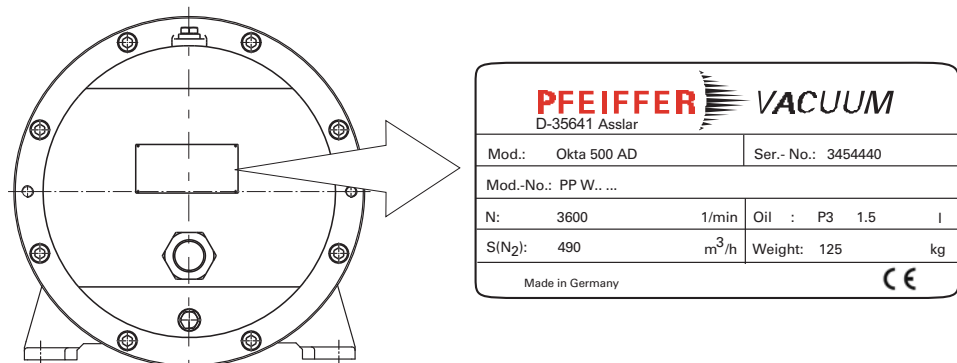 PFEIFFER VACUUM
D-35641 Asslar
Mod.: Okta 500 AD Ser.- No.: 3454440
Mod.-No.: PP W.. ...
N: 3600 1/min Oil : P3 1.5 l
S(N2): 490 m3/h Weight: 125 kg
Made in Germany CE